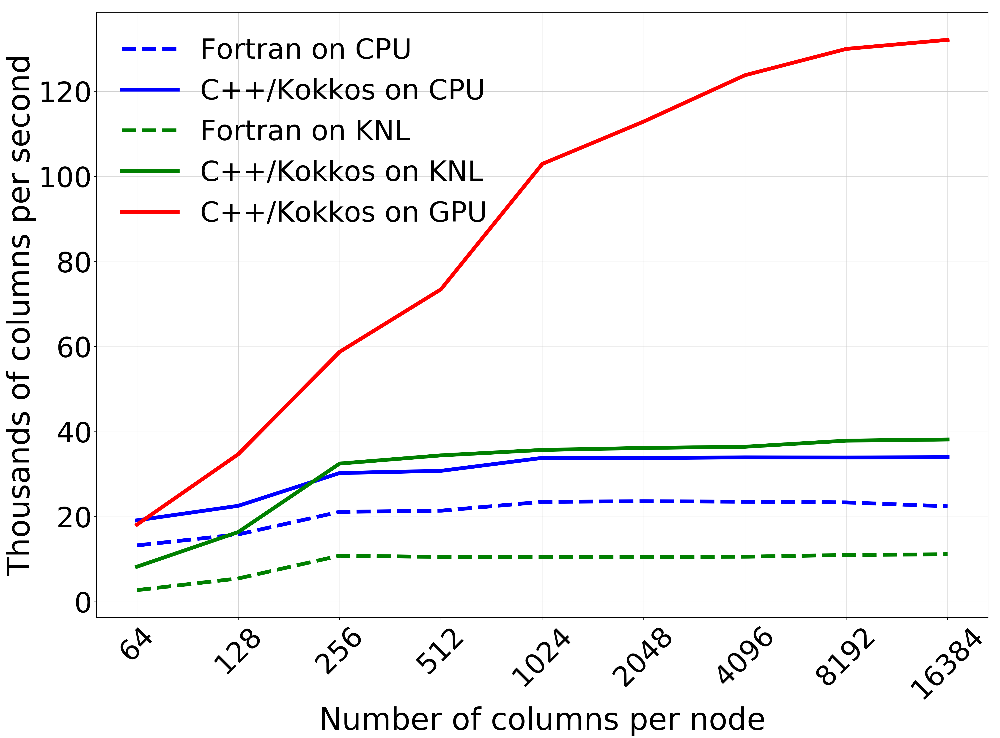 Fortran on CPU
C++/Kokkos on CPU
Fortran on KNL
C++/Kokkos on KNL
C++/Kokkos on GPU
Thousands of columns per second
120
100
80
60
40
20
0
64
128
256
512
1024
2048
4096
8192
16384
Number of columns per node